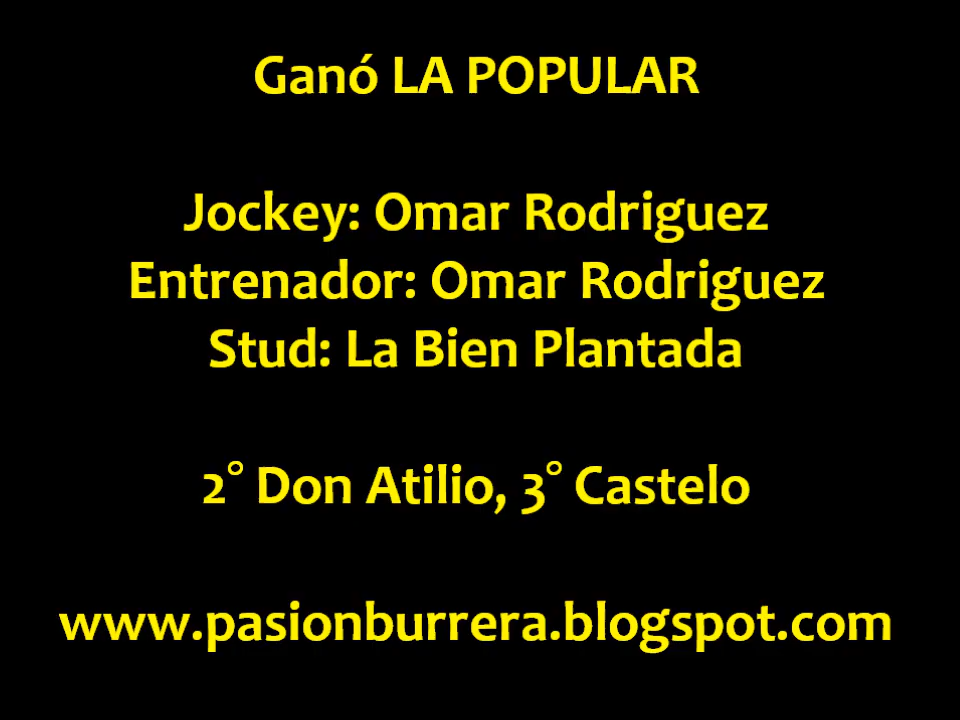 Ganó LA POPULAR
Jockey: Omar Rodriguez
Entrenador: Omar Rodriguez
Stud: La Bien Plantada
2° Don Atilio, 3° Castelo
www.pasionburrera.blogspot.com